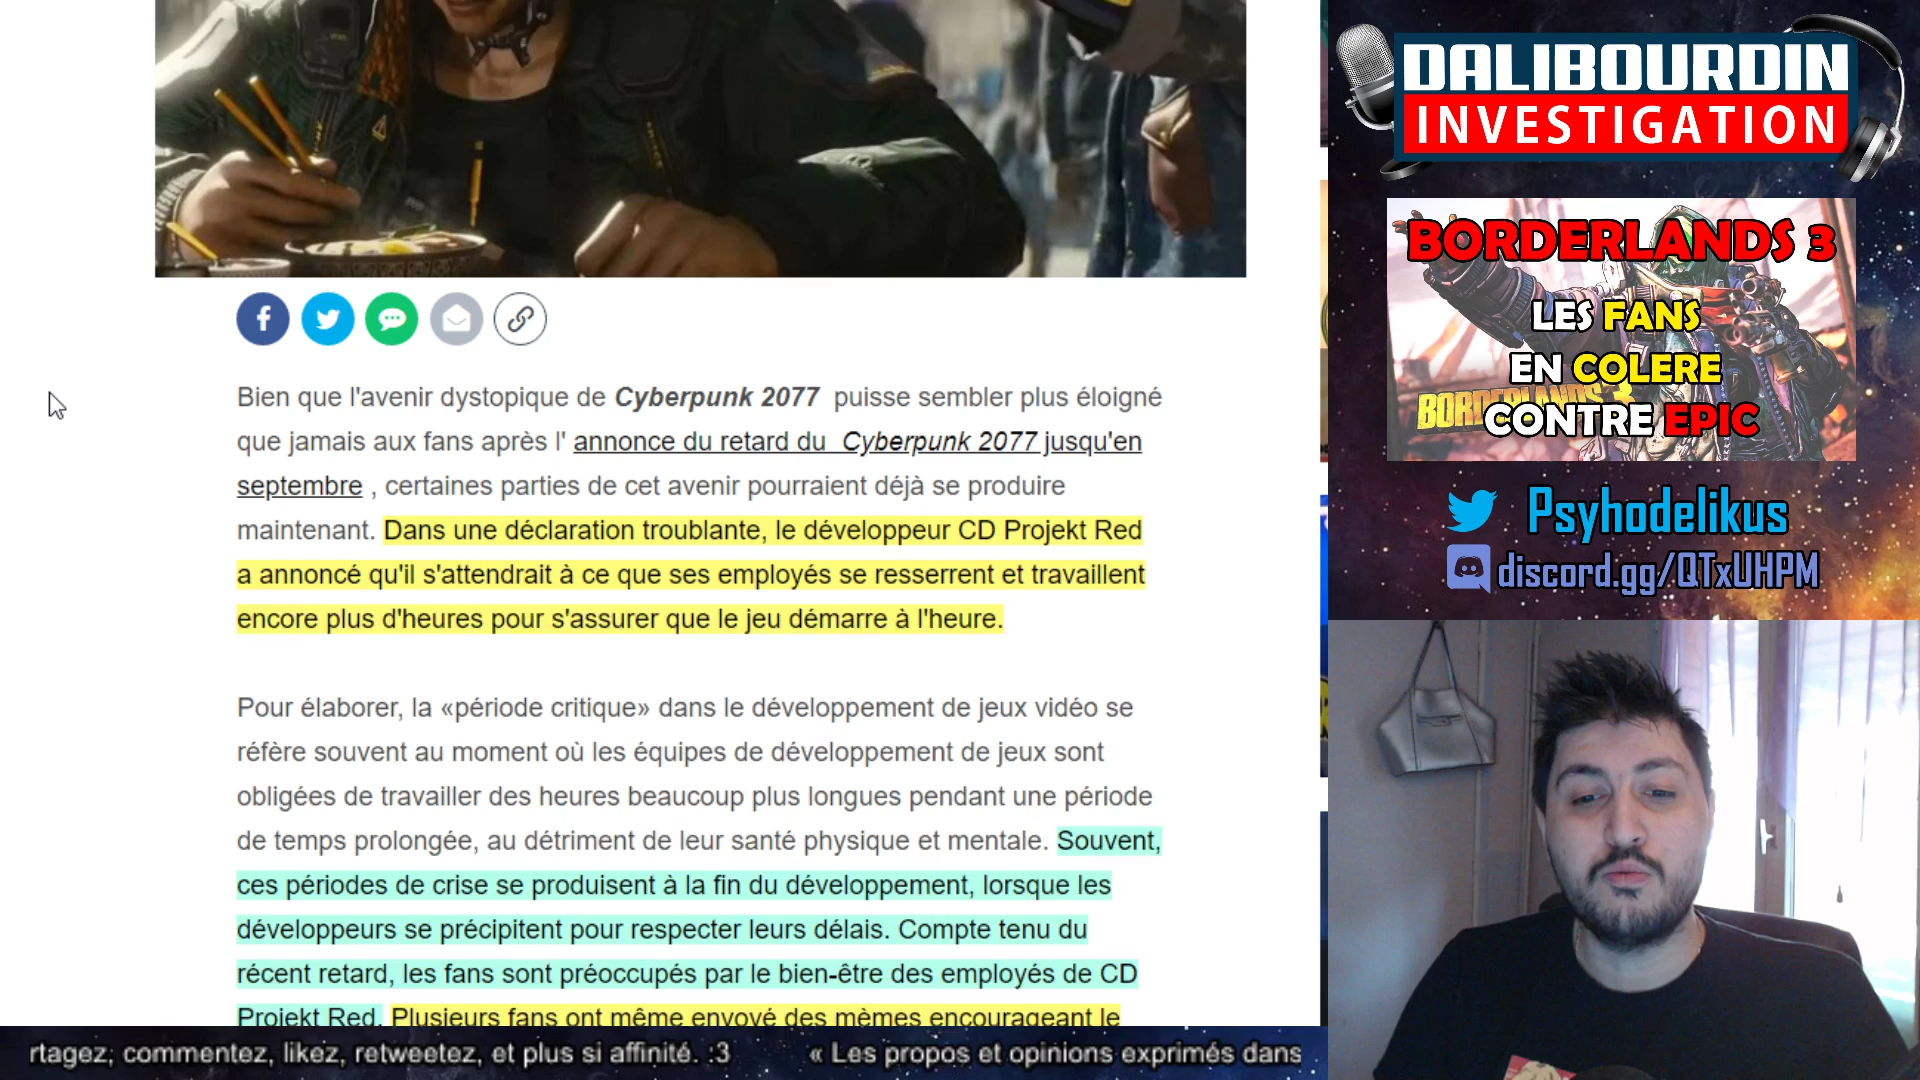 Bien que l'avenir dystopique de Cyberpunk 2077 puisse sembler plus éloigné
que jamais aux fans après l' annonce du retard du Cyberpunk 2077 jusqu'en
septembre , certaines parties de cet avenir pourraient déjà se produire
maintenant. Dans une déclaration troublante, le développeur CD Projekt Red
a annoncé qu'il s'attendrait à ce que ses employés se resserrent et travaillent
encore plus d'heures pour s'assurer que le jeu démarre à l'heure.
Pour élaborer, la «période critique» dans le développement de jeux vidéo se
réfère souvent au moment où les équipes de développement de jeux sont
obligées de travailler des heures beaucoup plus longues pendant une période
de temps prolongée, au détriment de leur santé physique et mentale. Souvent,
ces périodes de crise se produisent à la fin du développement, lorsque les
développeurs se précipitent pour respecter leurs délais. Compte tenu du
récent retard, les fans sont préoccupés par le bien-être des employés de CD
Projekt Red. Plusieurs fans ont même envoyé des mèmes encourageant le
rtagez; commentez, likez, retweetez, et plus si affinité. :3 « Les propos et opinions exprimés dans
DALIBOURDIN
INVESTIGATION
BORDERLANDS 3
LES FANS
EN COLERE
CONTRE EPIC
BORDERLANDS 3
Psyhodelikus
discord.gg/QTxUHPM